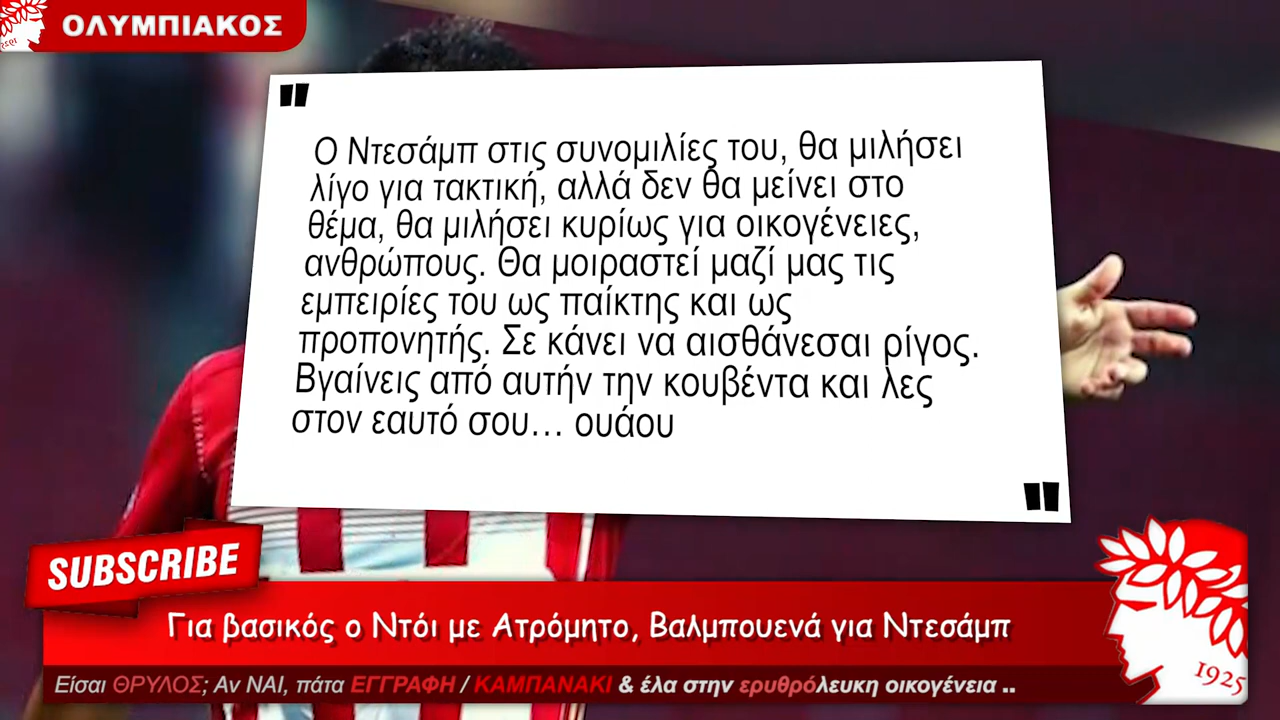 ΟΛΥΜΠΙΑΚΟΣ
"
Ο Ντεσάμπ στις συνομιλίες του, θα μιλήσει
λίγο για τακτική, αλλά δεν θα μείνει στο
θέμα, θα μιλήσει κυρίως για οικογένειες,
ανθρώπους. Θα μοιραστεί μαζί μας τις
εμπειρίες του ως παίκτης και ως
προπονητής. Σε κάνει να αισθάνεσαι ρίγος.
Βγαίνεις από αυτήν την κουβέντα και λες
στον εαυτό σου… ουάου
"
SUBSCRIBE
Για βασικός ο Ντόι με Ατρόμητο, Βαλμπουενά για Ντεσάμπ
Είσαι ΘΡΥΛΟΣ; Αν ΝΑΙ, πάτα ΕΓΓΡΑΦΗ / ΚΑΜΠΑΝΑΚΙ & έλα στην ερυθρόλευκη οικογένεια ..
1925